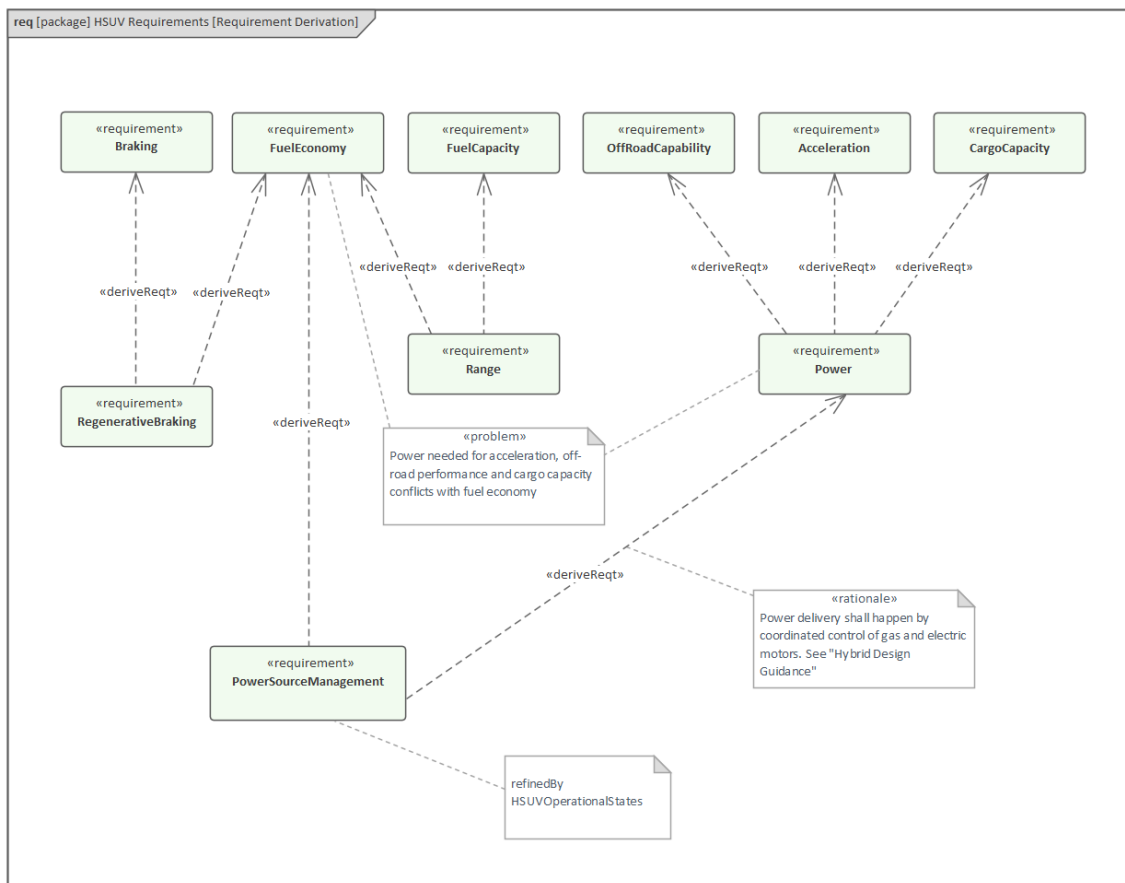 req [package] HSUV Requirements [Requirement Derivation]
«requirement»
Braking
«requirement»
FuelEconomy
«requirement»
FuelCapacity
«requirement»
OffRoadCapability
«requirement»
Acceleration
«requirement»
CargoCapacity
«deriveReqt»
«deriveReqt»
«deriveReqt»
«deriveReqt»
«deriveReqt»
«deriveReqt»
«deriveReqt»
«requirement»
Range
«requirement»
Power
«requirement»
RegenerativeBraking
«deriveReqt»
«problem»
Power needed for acceleration, off-
road performance and cargo capacity
conflicts with fuel economy
«deriveReqt»
«rationale»
Power delivery shall happen by
coordinated control of gas and electric
motors. See "Hybrid Design
Guidance"
«requirement»
PowerSourceManagement
refinedBy
HSUVOperationalStates